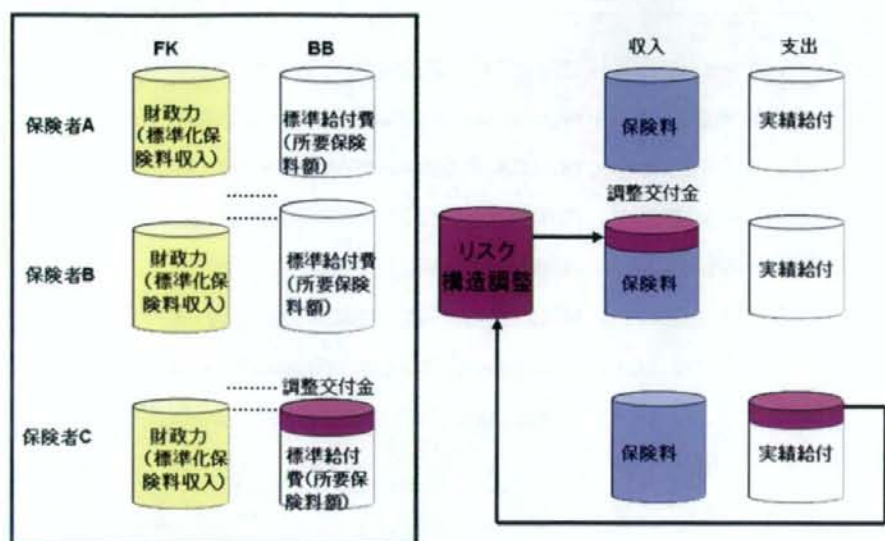 FK
BB
収入
支出
保険者A
財政力
(標準化保
険料収入)
標準給付費
(所要保険
料額)
保険料
実績給付
調整交付金
保険者B
財政力
(標準化保
険料収入)
標準給付費
(所要保険
料額)
リスク
構造調整
保険料
実績給付
調整交付金
保険者C
財政力
(標準化保
険料収入)
標準給付
費(所要保
険料額)
保険料
実績給付